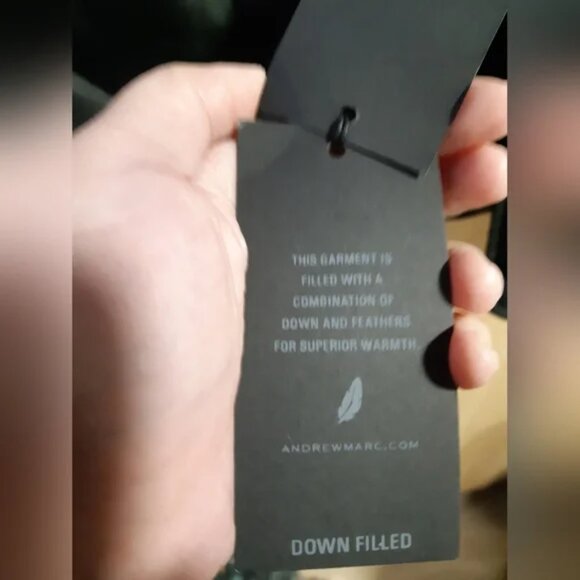 THIS GARMENT IS
FILLED WITH A
COMBINATION OF
DOWN AND FEATHERS
FOR SUPERIOR WARMTH.
ANDREWMARC.COM
DOWN FILLED